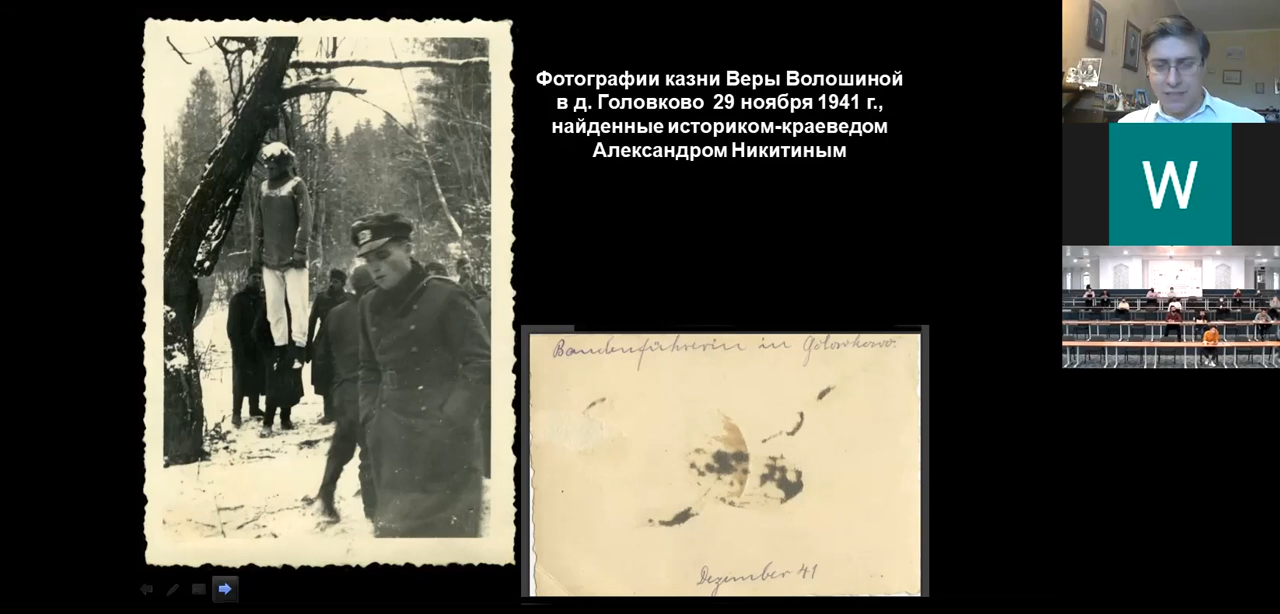 Фотографии казни Веры Волошиной
в д. Головково 29 ноября 1941 г.,
найденные историком-краеведом
Александром Никитиным
Bandenführerin in Golowkowo.
Dezember 41
W